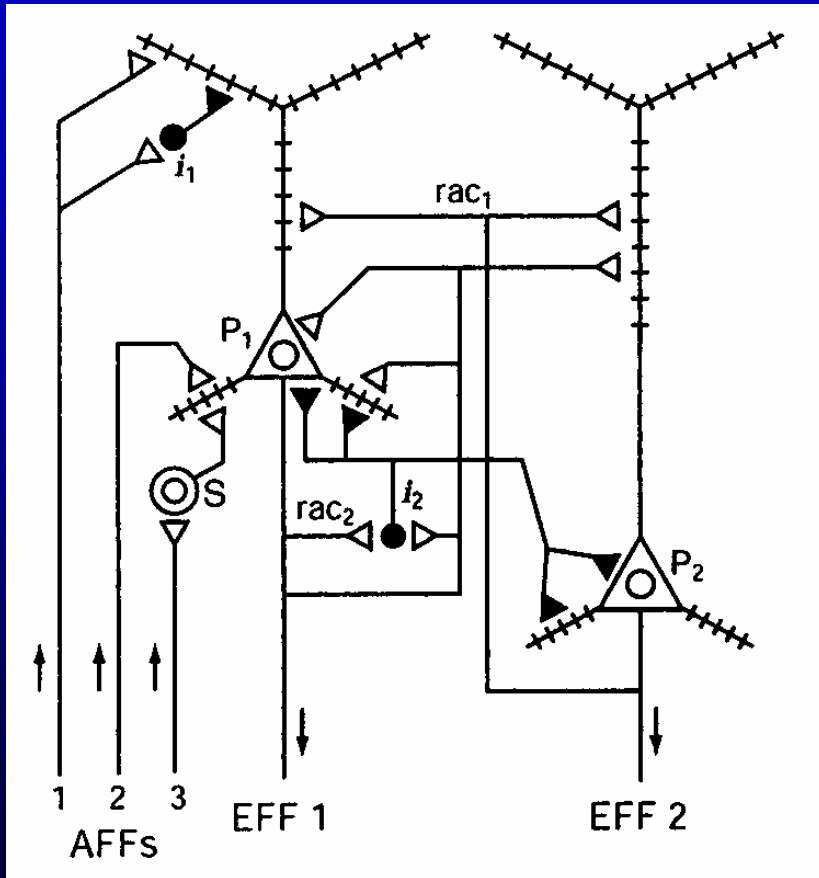 i₁
rac₁
P₁
S
rac₂
i₂
P₂
1 2 3
AFFs
EFF 1
EFF 2